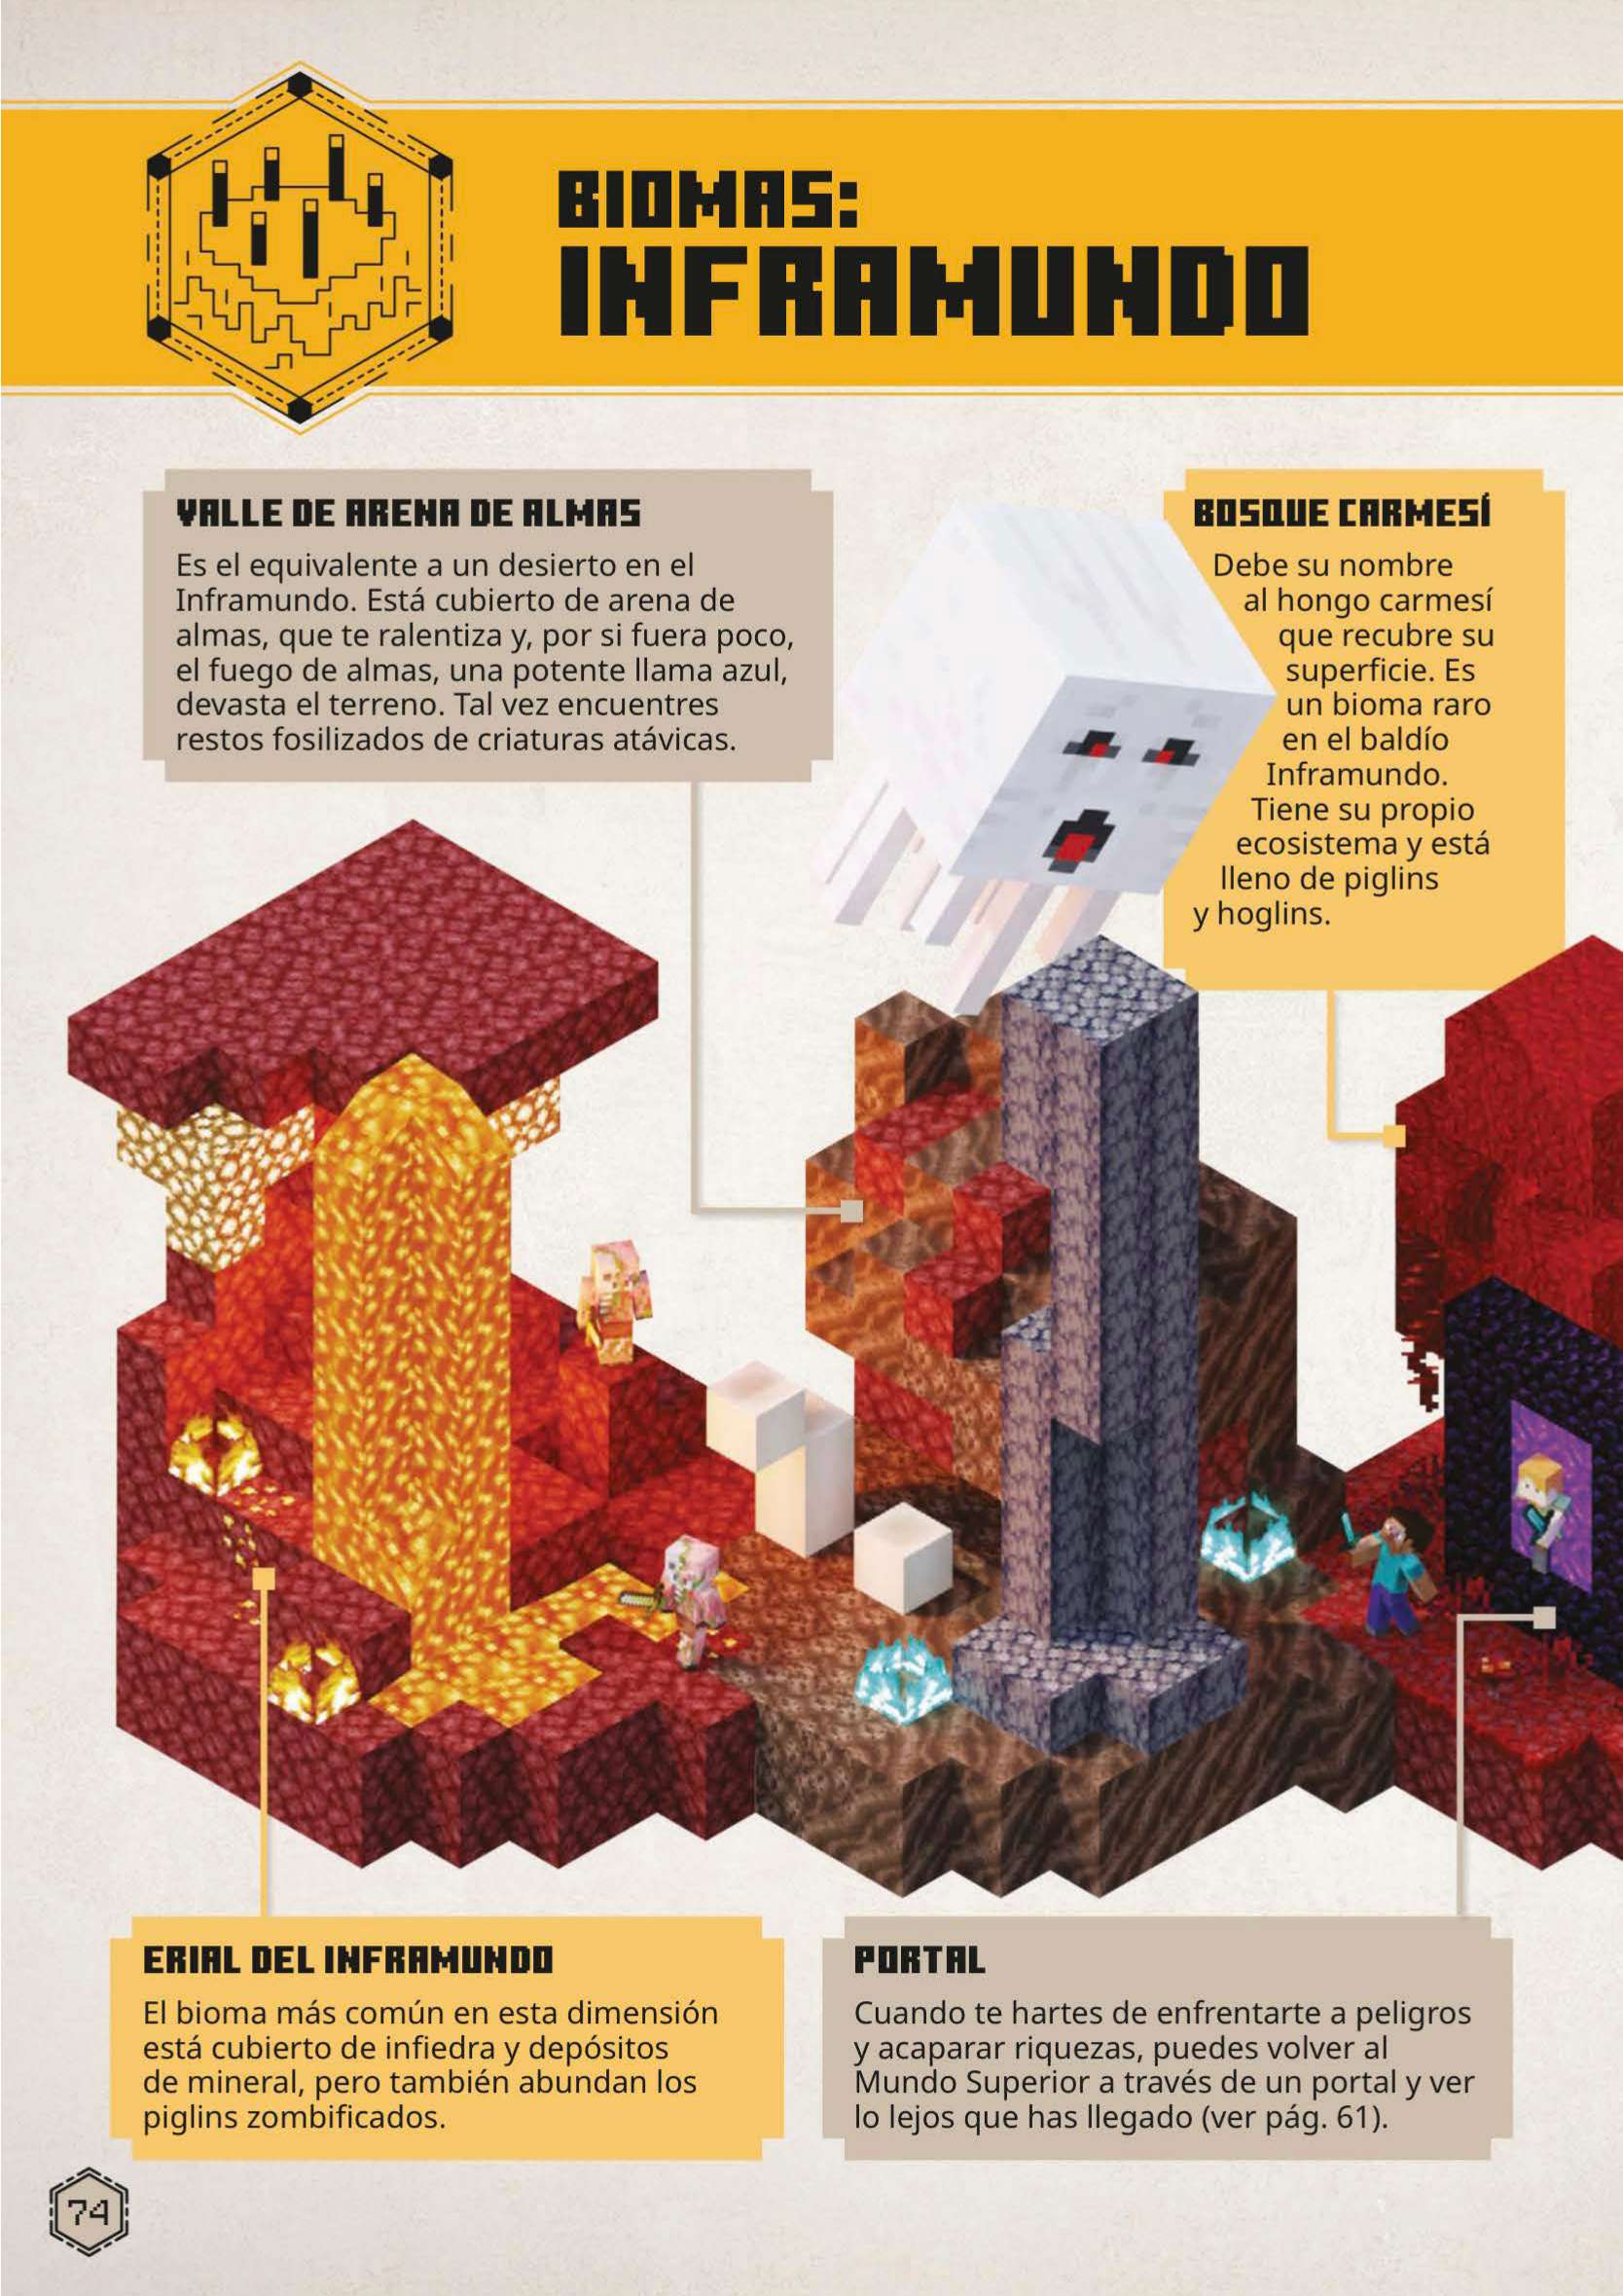 BIOMAS:
INFRAMUNDO
VALLE DE ARENA DE ALMAS
Es el equivalente a un desierto en el
Inframundo. Está cubierto de arena de
almas, que te ralentiza y, por si fuera poco,
el fuego de almas, una potente llama azul,
devasta el terreno. Tal vez encuentres
restos fosilizados de criaturas atávicas.
BOSQUE CARMESÍ
Debe su nombre
al hongo carmesí
que recubre su
superficie. Es
un bioma raro
en el baldío
Inframundo.
Tiene su propio
ecosistema y está
lleno de piglins
y hoglins.
ERIAL DEL INFRAMUNDO
El bioma más común en esta dimensión
está cubierto de infiedra y depósitos
de mineral, pero también abundan los
piglins zombificados.
PORTAL
Cuando te hartes de enfrentarte a peligros
y acaparar riquezas, puedes volver al
Mundo Superior a través de un portal y ver
lo lejos que has llegado (ver pág. 61).
74